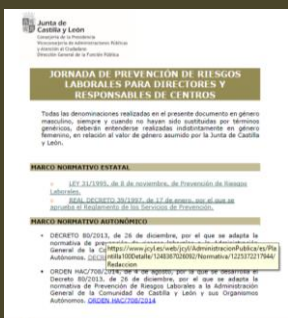 Junta de
Castilla y León
Consejería de la Presidencia
Viceconsejería de Administraciones Públicas
y Atención al Ciudadano
Dirección General de la Función Pública
JORNADA DE PREVENCIÓN DE RIESGOS
LABORALES PARA DIRECTORES Y
RESPONSABLES DE CENTROS
Todas las denominaciones realizadas en el presente documento en género
masculino, siempre y cuando no hayan sido sustituidas por términos
genéricos, deberán entenderse realizadas indistintamente en género
femenino, en relación al valor de género asumido por la Junta de Castilla
y León.
MARCO NORMATIVO ESTATAL
LEY 31/1995, de 8 de noviembre, de Prevención de Riesgos
Laborales.
REAL DECRETO 39/1997, de 17 de enero, por el que se
aprueba el Reglamento de los Servicios de Prevención.
MARCO NORMATIVO AUTONÓMICO
• DECRETO 80/2013, de 26 de diciembre, por el que se adapta la
normativa de
General de la
Autónomos.
https://www.jcyl.es/web/jcyl/AdministracionPublica/es/Pla
ntilla100Detalle/1246367026092/Normativa/1225372217944/
Redaccion
• ORDEN HAC/708/2014, de 4 de agosto, por la que se desarrolla el
Decreto 80/2013, de 26 de diciembre, por el que se adapta la
normativa de Prevención de Riesgos Laborales a la Administración
General de la Comunidad de Castilla y León y sus Organismos
Autónomos. ORDEN HAC/708/2014